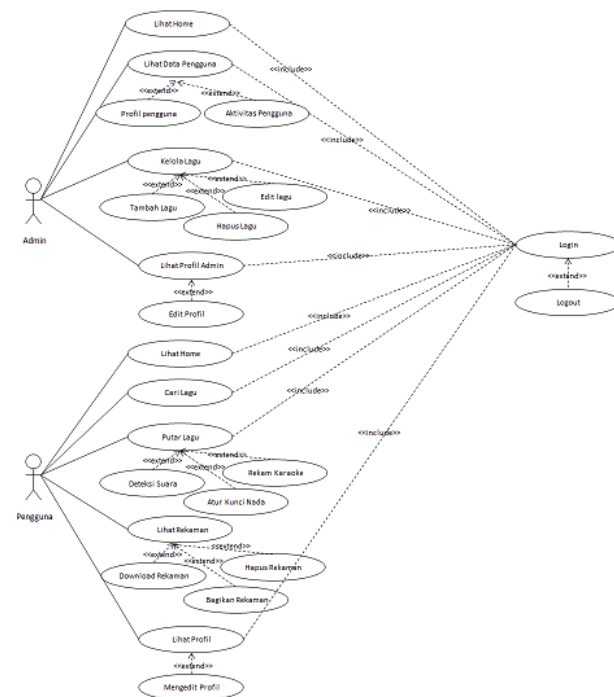 Lihat Home
<<include>>
Lihat Data Pengguna
<<extend>>
<<extend>>
Profil pengguna
Aktivitas Pengguna
<<include>>
Kelola Lagu
<<extend>>
<<extend>>
<<extend>>
Edit lagu
Tambah Lagu
Hapus Lagu
<<include>>
Admin
Lihat Profil Admin
<<include>>
Login
<<extend>>
Edit Profil
<<extend>>
Logout
<<include>>
Lihat Home
<<include>>
Cari Lagu
<<include>>
Putar Lagu
<<include>>
<<extend>>
<<extend>>
<<extend>>
Rekam Karaoke
Deteksi Suara
Atur Kunci Nada
Pengguna
Lihat Rekaman
<<extend>>
<<extend>>
<<extend>>
Hapus Rekaman
Download Rekaman
Bagikan Rekaman
Lihat Profil
<<extend>>
Mengedit Profil